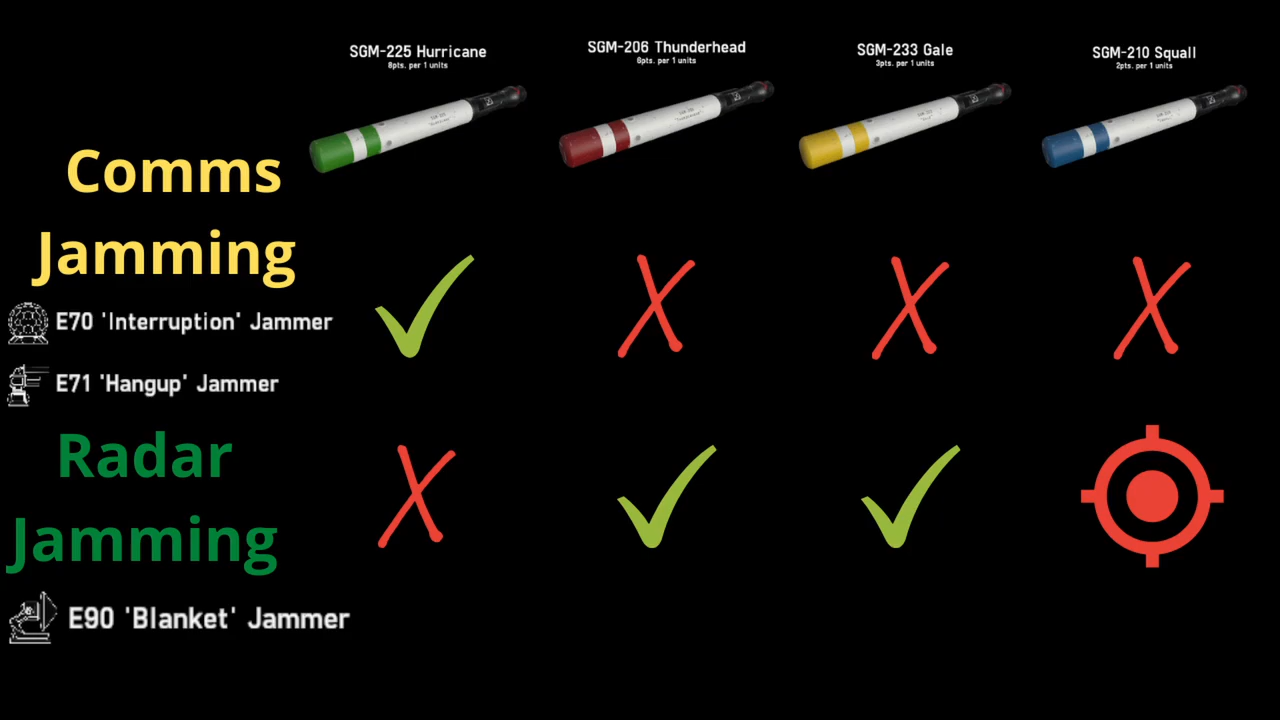 SGM-225 Hurricane
8pts. per 1 units
SGM-206 Thunderhead
6pts. per 1 units
SGM-233 Gale
3pts. per 1 units
SGM-210 Squall
2pts. per 1 units
Comms
Jamming
E70 'Interruption' Jammer
E71 'Hangup' Jammer
Radar
Jamming
E90 'Blanket' Jammer